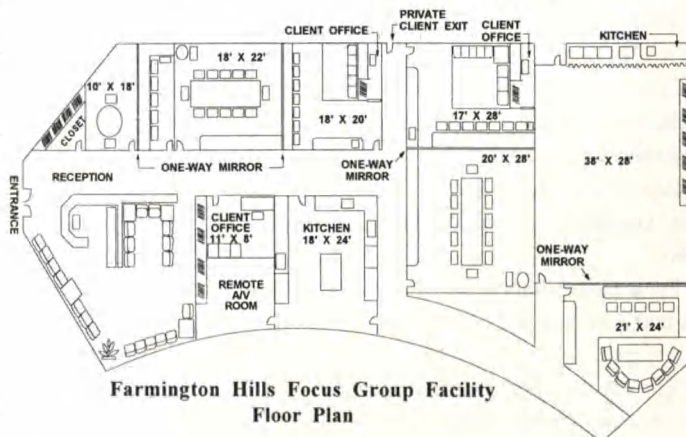 PRIVATE
CLIENT EXIT
CLIENT OFFICE
CLIENT
OFFICE
KITCHEN
18' X 22'
10' X 18'
CLOSET
18' X 20'
17' X 28'
ONE-WAY MIRROR
ONE-WAY
MIRROR
20' X 28'
38' X 28'
RECEPTION
ENTRANCE
CLIENT
OFFICE
11' X 8'
KITCHEN
18' X 24'
REMOTE
A/V
ROOM
ONE-WAY
MIRROR
21' X 24'
Farmington Hills Focus Group Facility
Floor Plan